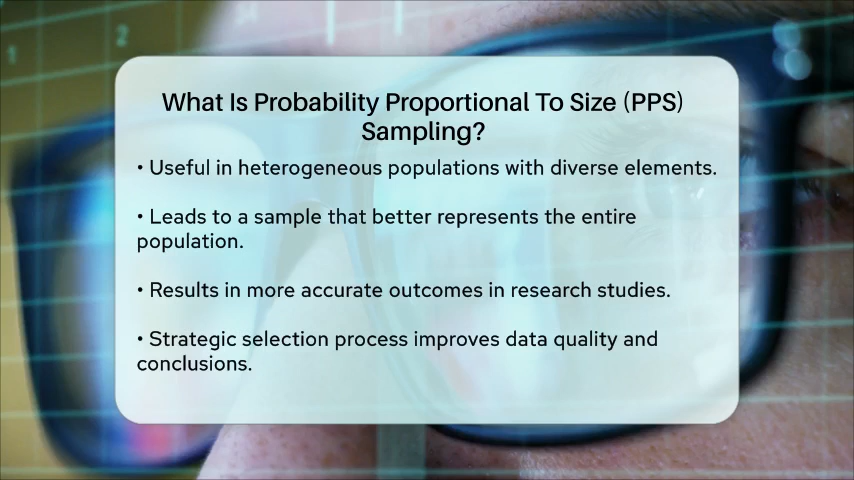 What Is Probability Proportional To Size (PPS)
Sampling?
• Useful in heterogeneous populations with diverse elements.
• Leads to a sample that better represents the entire
population.
• Results in more accurate outcomes in research studies.
• Strategic selection process improves data quality and
conclusions.
1
2